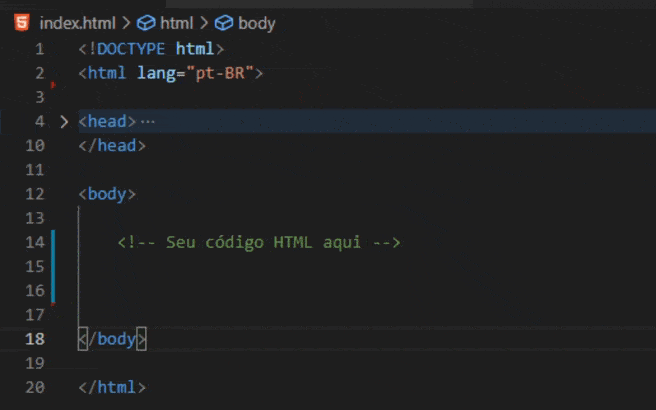 index.html > html > body
1 <!DOCTYPE html>
2 <html lang="pt-BR">
3
4 > <head> ...
10 </head>
11
12 <body>
13
14 <!-- Seu código HTML aqui -->
15
16
17
18 </body>
19
20 </html>